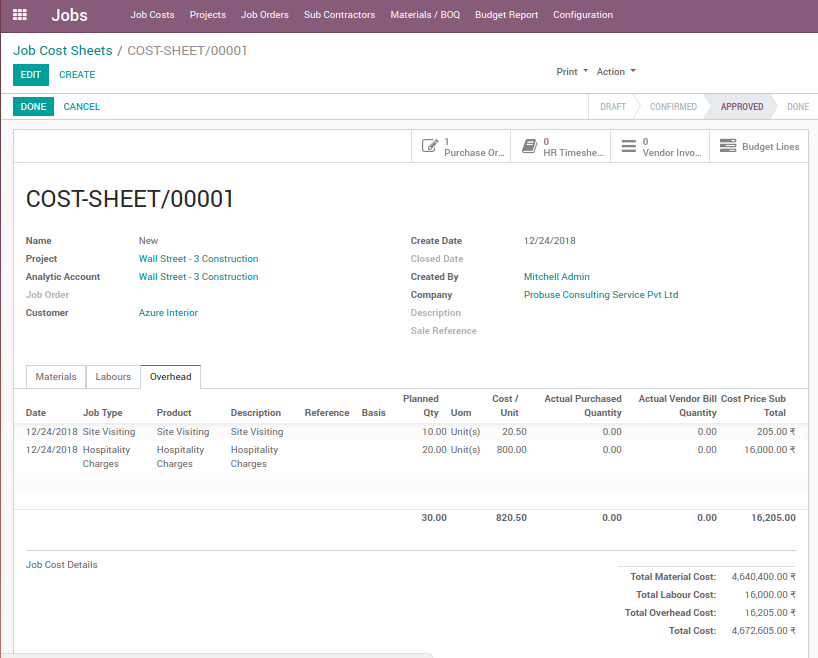 Jobs Job Costs Projects Job Orders Sub Contractors Materials / BOQ Budget Report Configuration
Job Cost Sheets / COST-SHEET/00001
EDIT CREATE Print Action
DONE CANCEL DRAFT CONFIRMED APPROVED DONE
1 Purchase Or...
0 HR Timeshe...
0 Vendor Invo...
Budget Lines
COST-SHEET/00001
Name New Create Date 12/24/2018
Project Wall Street - 3 Construction Closed Date
Analytic Account Wall Street - 3 Construction Created By Mitchell Admin
Job Order Company Probuse Consulting Service Pvt Ltd
Customer Azure Interior Description
Sale Reference
Materials Labours Overhead
Planned Cost / Actual Purchased Actual Vendor Bill Cost Price Sub
Date Job Type Product Description Reference Basis Qty Uom Unit Quantity Quantity Total
12/24/2018 Site Visiting Site Visiting Site Visiting 10.00 Unit(s) 20.50 0.00 0.00 205.00 ₹
12/24/2018 Hospitality Hospitality Hospitality 20.00 Unit(s) 800.00 0.00 0.00 16,000.00 ₹
Charges Charges Charges
30.00 820.50 0.00 0.00 16,205.00
Job Cost Details
Total Material Cost: 4,640,400.00 ₹
Total Labour Cost: 16,000.00 ₹
Total Overhead Cost: 16,205.00 ₹
Total Cost: 4,672,605.00 ₹